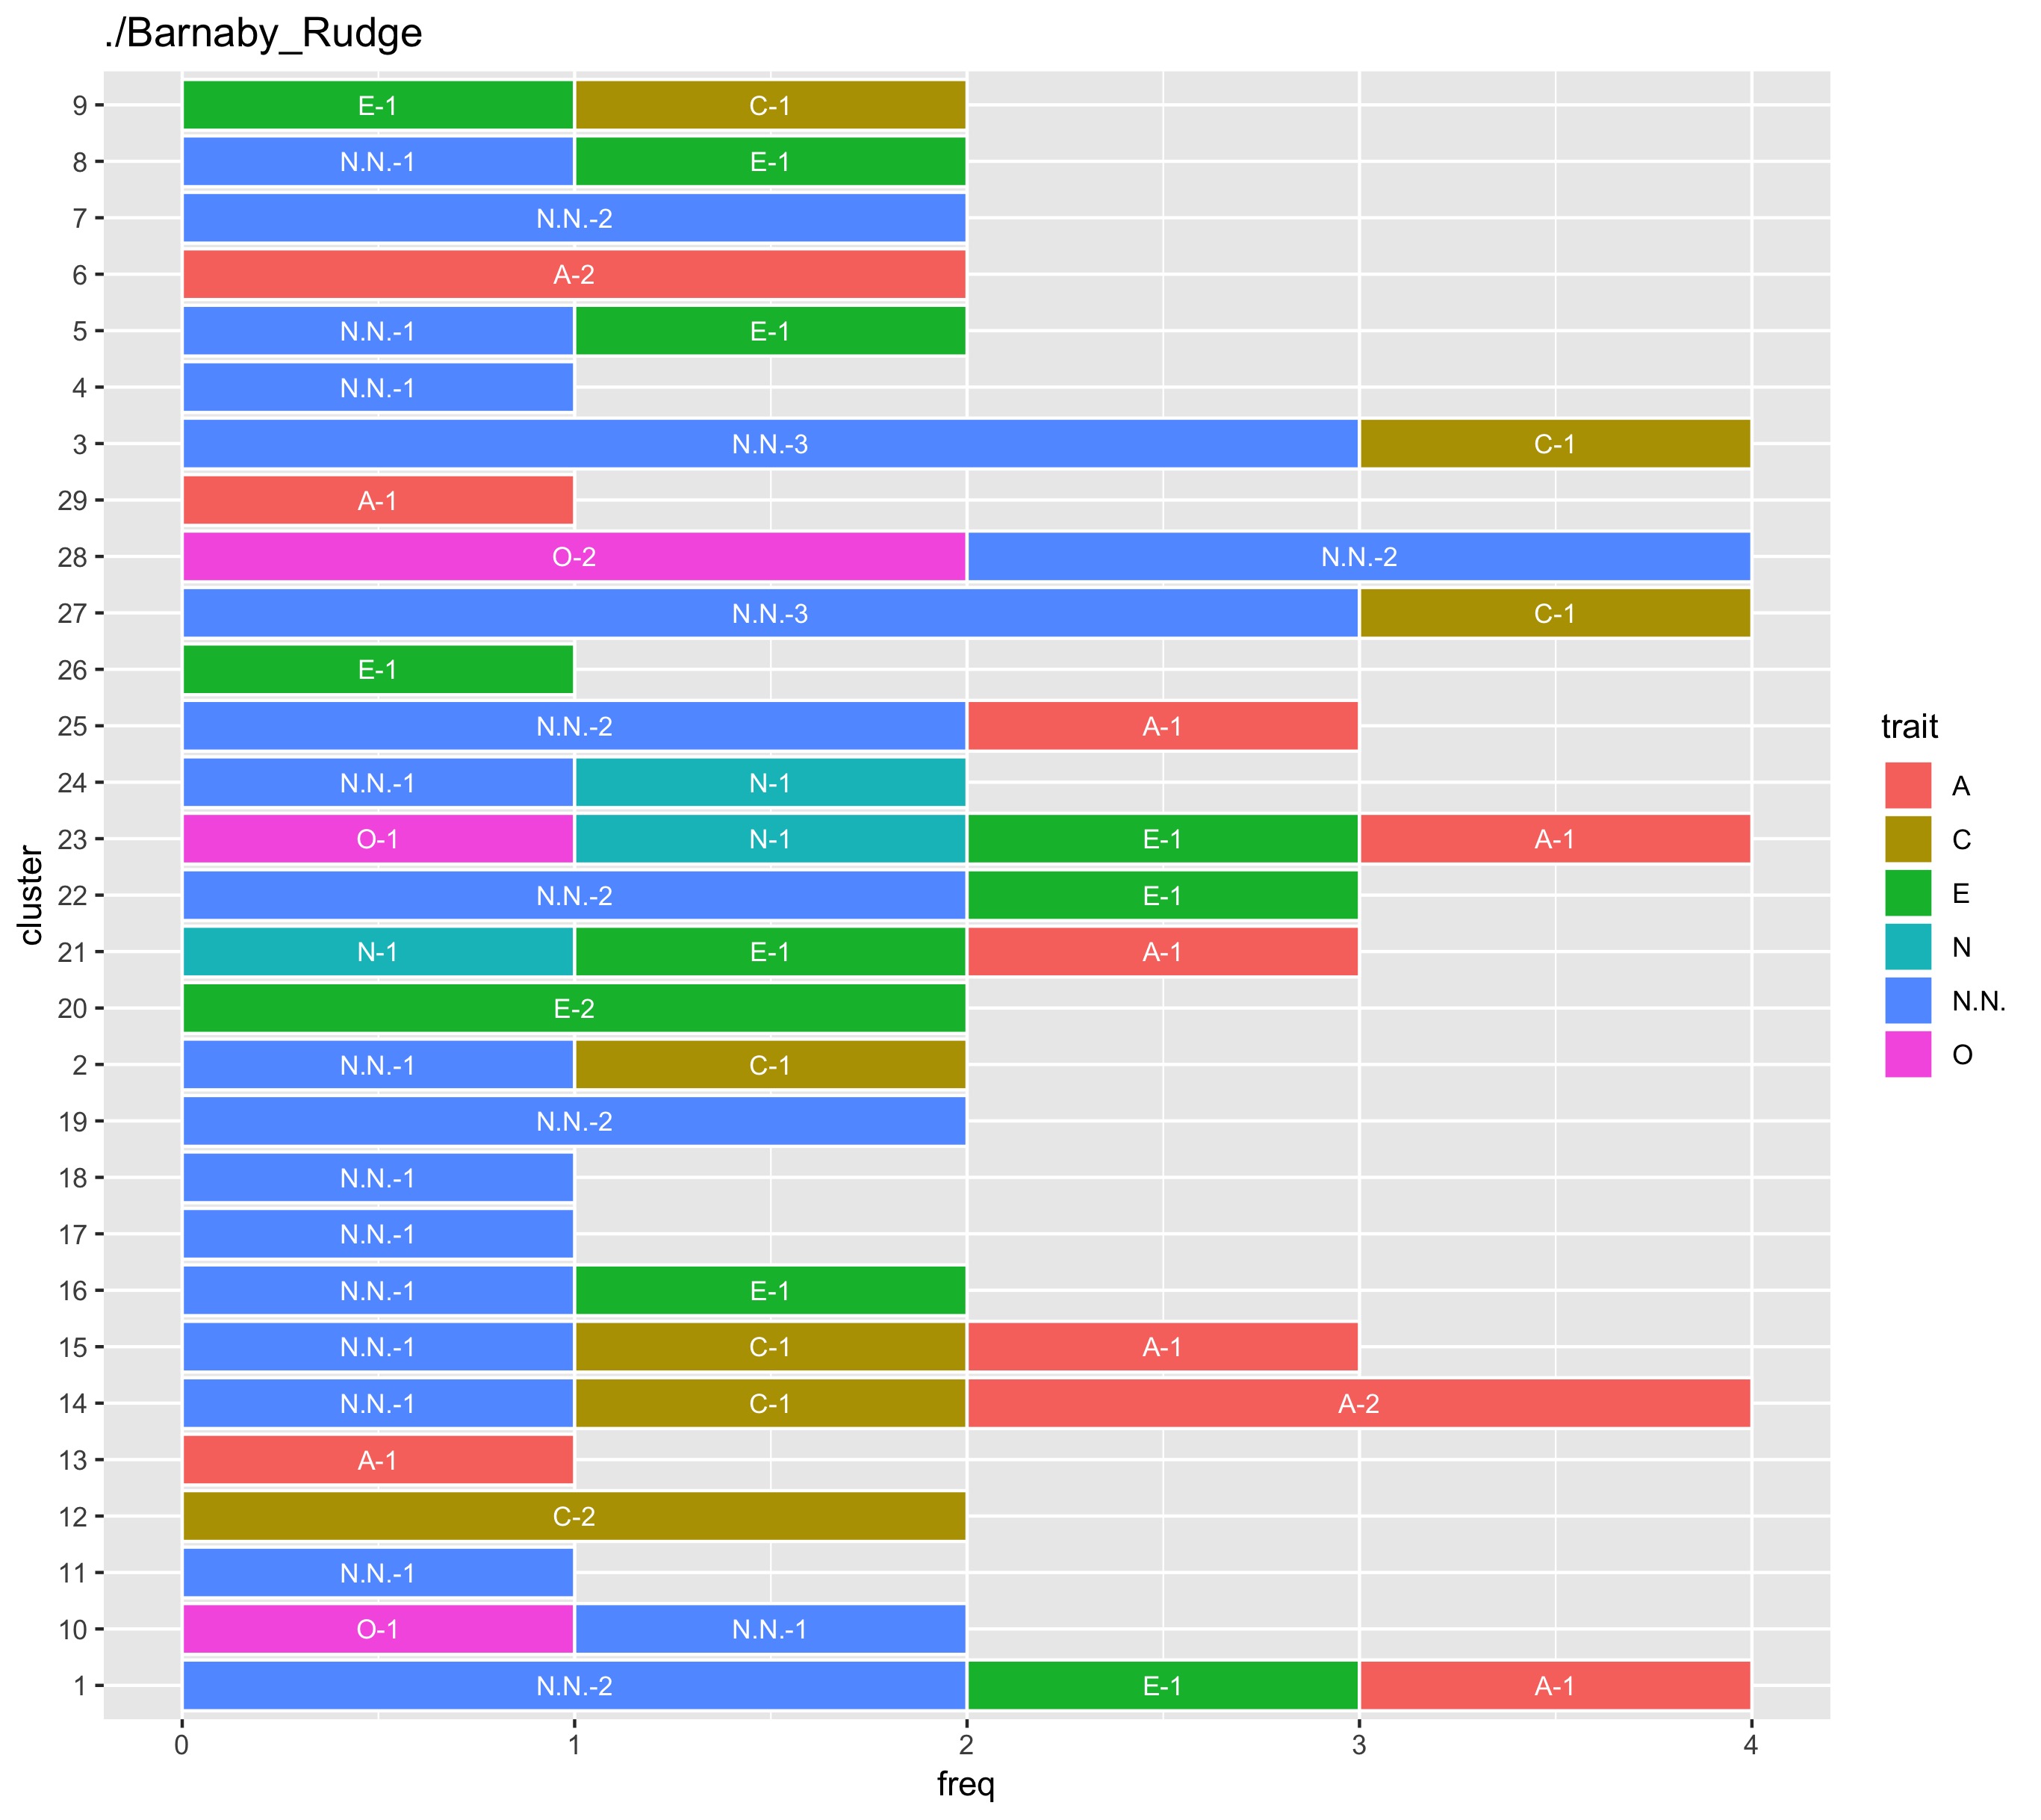 ./Barnaby_Rudge
9 E-1 C-1
8 N.N.-1 E-1
7 N.N.-2
6 A-2
5 N.N.-1 E-1
4 N.N.-1
3 N.N.-3 C-1
29 A-1
28 O-2 N.N.-2
27 N.N.-3 C-1
26 E-1
25 N.N.-2 A-1
24 N.N.-1 N-1
23 O-1 N-1 E-1 A-1
22 N.N.-2 E-1
21 N-1 E-1 A-1
20 E-2
2 N.N.-1 C-1
19 N.N.-2
18 N.N.-1
17 N.N.-1
16 N.N.-1 E-1
15 N.N.-1 C-1 A-1
14 N.N.-1 C-1 A-2
13 A-1
12 C-2
11 N.N.-1
10 O-1 N.N.-1
1 N.N.-2 E-1 A-1
0 1 2 3 4
freq
cluster
trait
A
C
E
N
N.N.
O